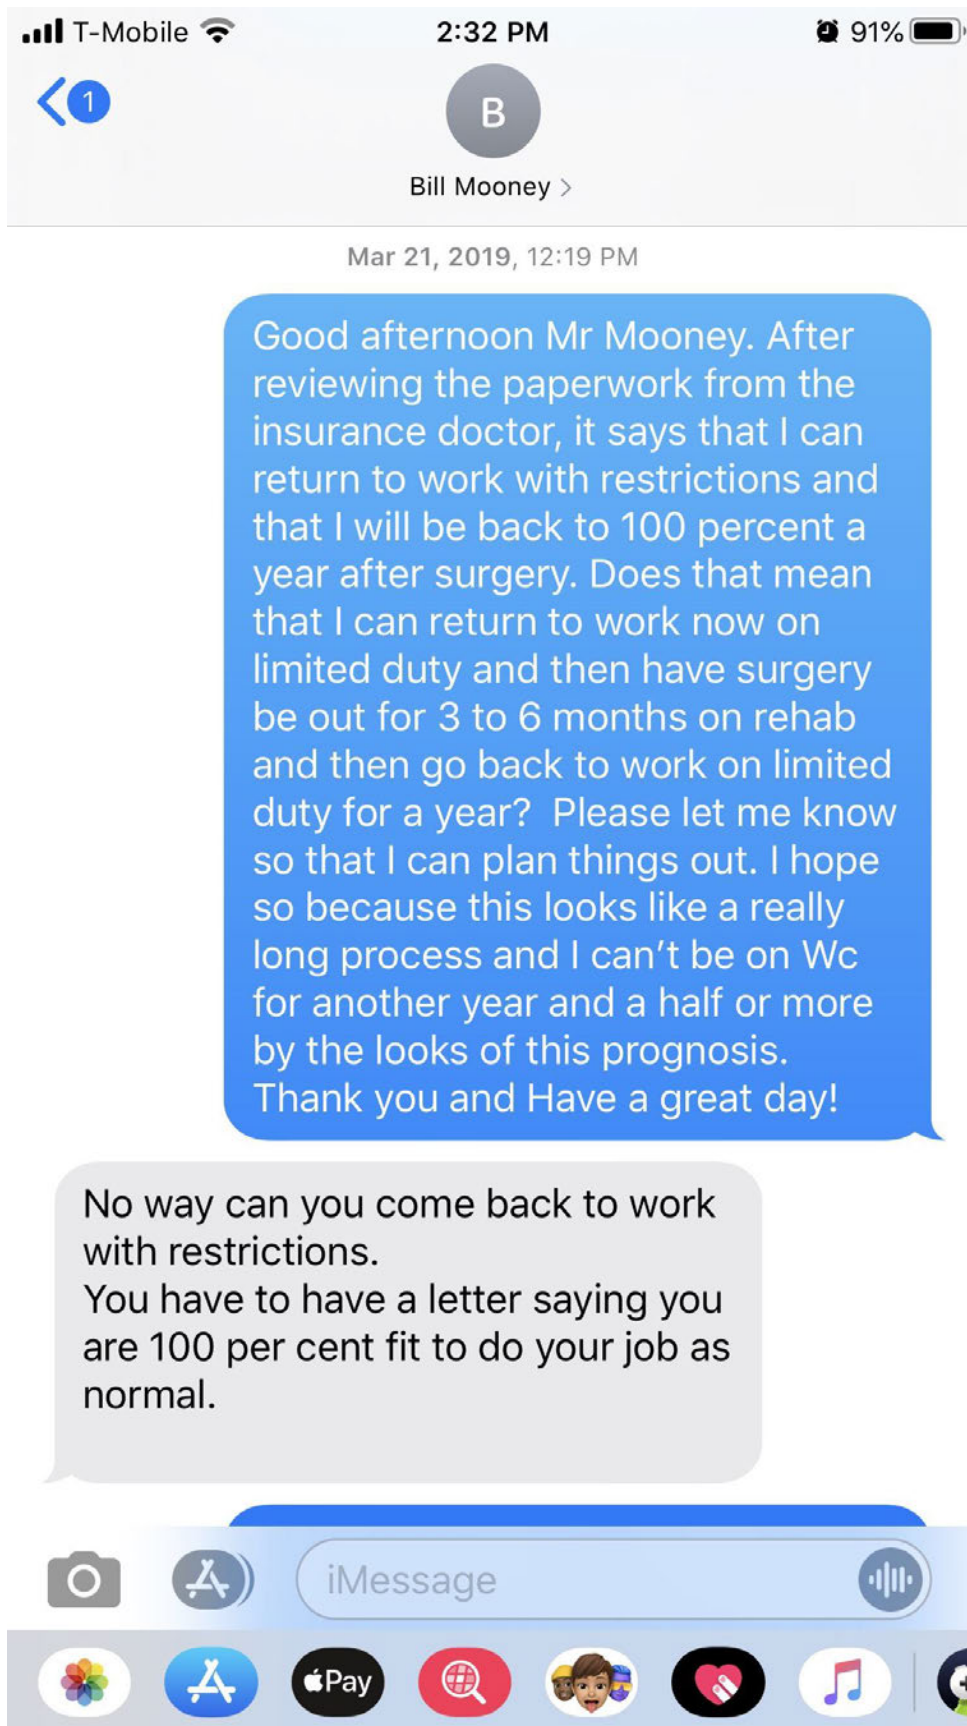 T-Mobile 2:32 PM 91%
1
B
Bill Mooney >
Mar 21, 2019, 12:19 PM
Good afternoon Mr Mooney. After
reviewing the paperwork from the
insurance doctor, it says that I can
return to work with restrictions and
that I will be back to 100 percent a
year after surgery. Does that mean
that I can return to work now on
limited duty and then have surgery
be out for 3 to 6 months on rehab
and then go back to work on limited
duty for a year?  Please let me know
so that I can plan things out. I hope
so because this looks like a really
long process and I can’t be on Wc
for another year and a half or more
by the looks of this prognosis.
Thank you and Have a great day!
No way can you come back to work
with restrictions.
You have to have a letter saying you
are 100 per cent fit to do your job as
normal.
iMessage
Pay